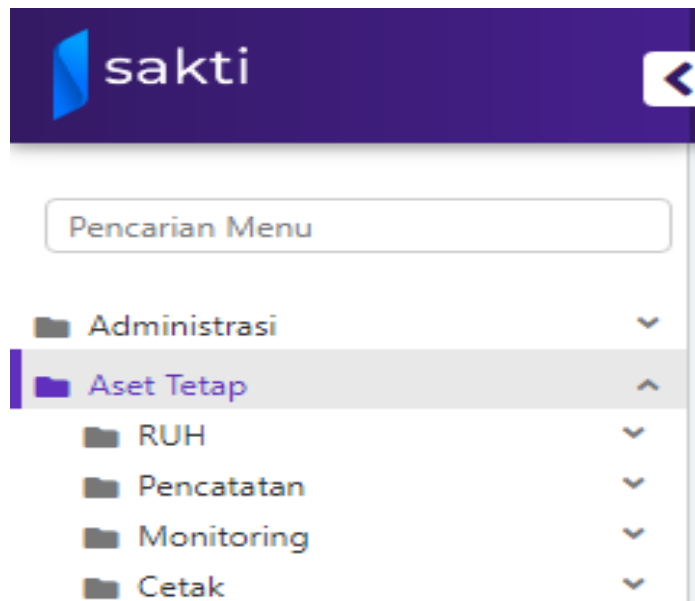 sakti
Pencarian Menu
Administrasi
Aset Tetap
RUH
Pencatatan
Monitoring
Cetak